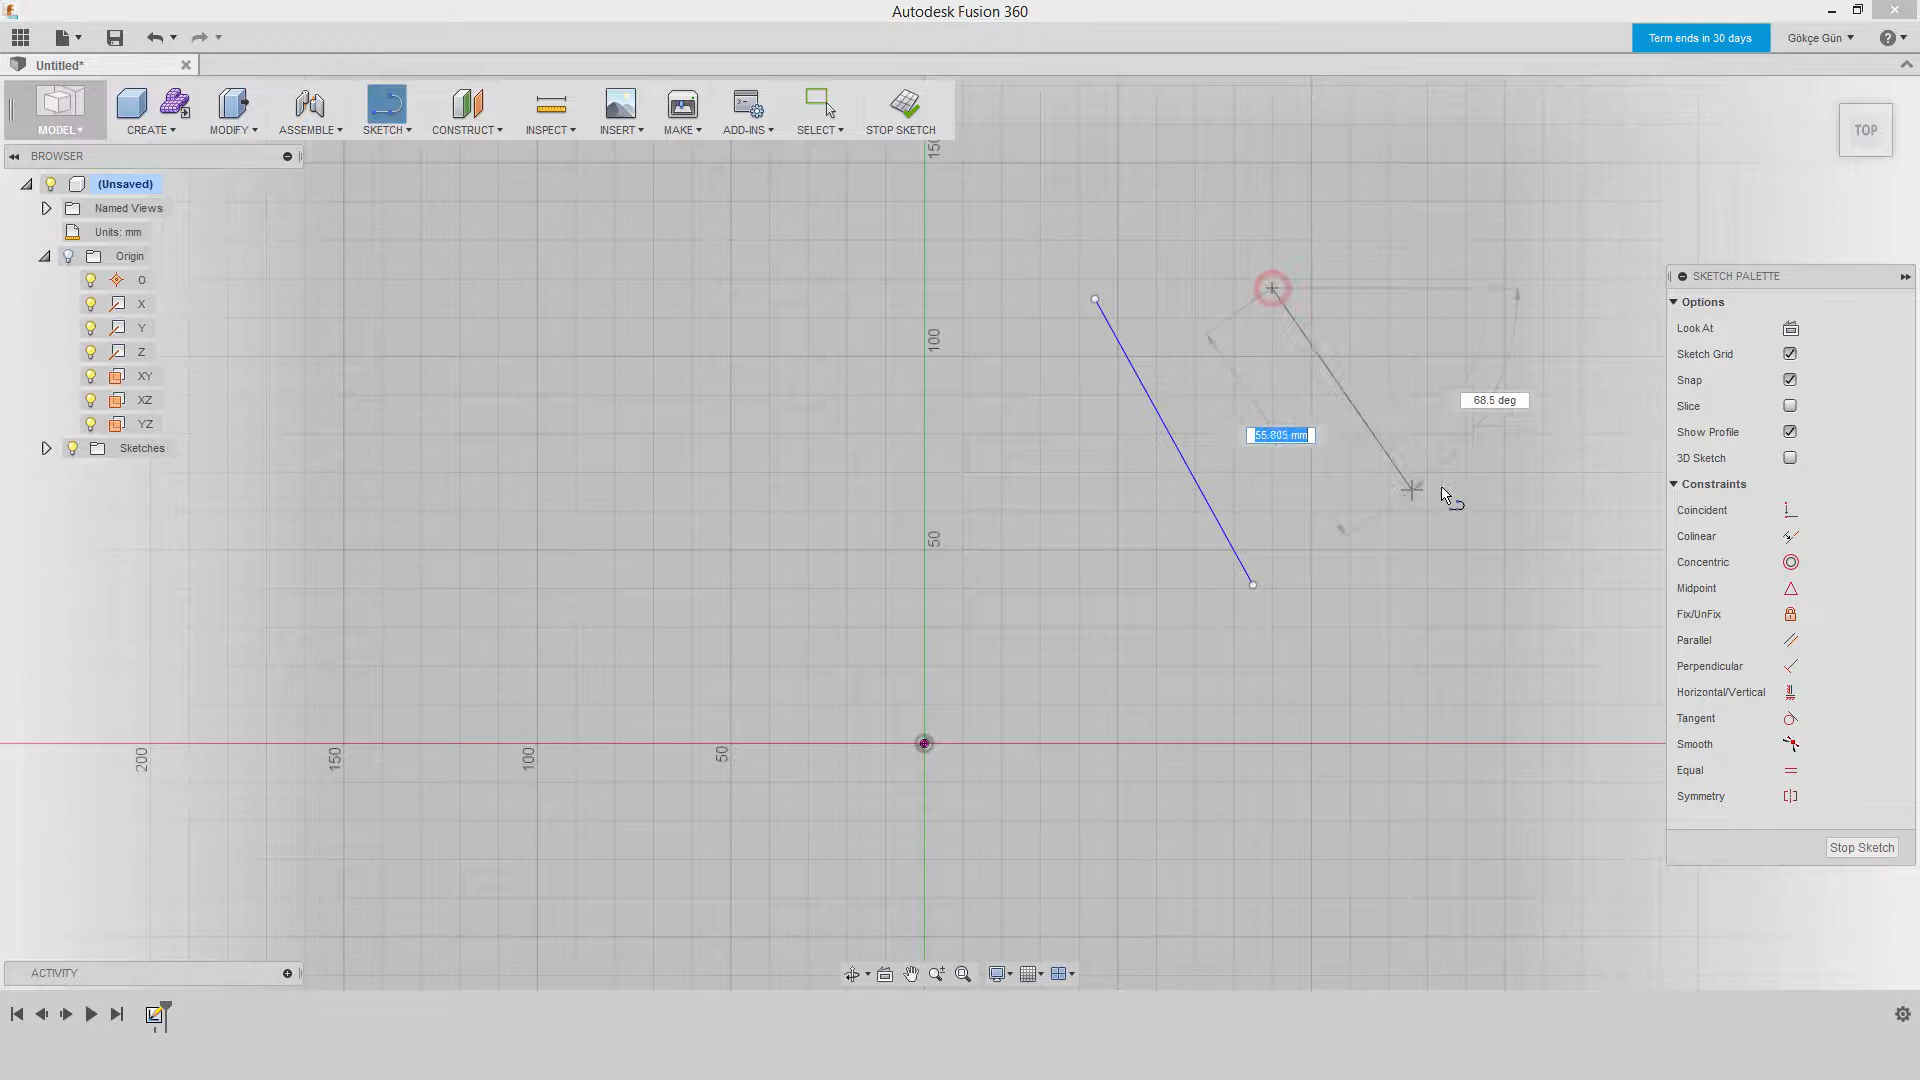 Autodesk Fusion 360
Term ends in 30 days
Gökçe Gün
Untitled*
MODEL
CREATE
MODIFY
ASSEMBLE
SKETCH
CONSTRUCT
INSPECT
INSERT
MAKE
ADD-INS
SELECT
STOP SKETCH
TOP
BROWSER
(Unsaved)
Named Views
Units: mm
Origin
O
X
Y
Z
XY
XZ
YZ
Sketches
150
100
50
200
150
100
50
68.5 deg
55.805 mm
SKETCH PALETTE
Options
Look At
Sketch Grid
Snap
Slice
Show Profile
3D Sketch
Constraints
Coincident
Colinear
Concentric
Midpoint
Fix/UnFix
Parallel
Perpendicular
Horizontal/Vertical
Tangent
Smooth
Equal
Symmetry
Stop Sketch
ACTIVITY